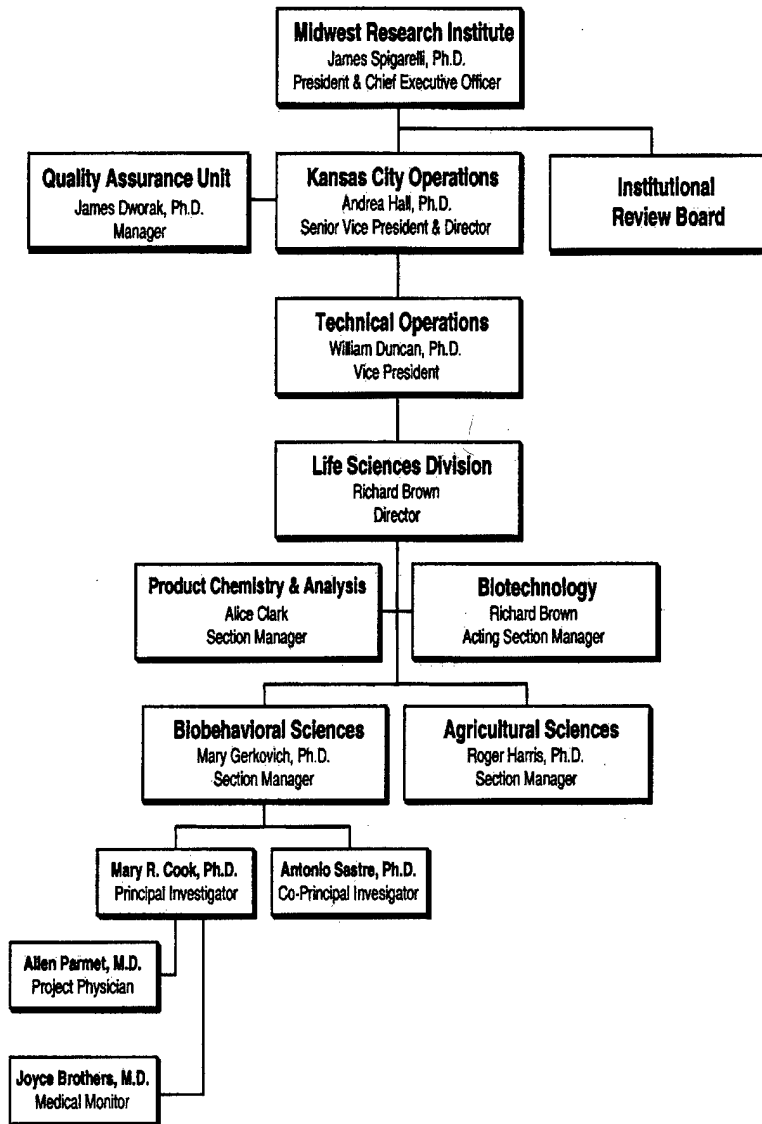 Midwest Research Institute
James Spigarelli, Ph.D.
President & Chief Executive Officer
Quality Assurance Unit
James Dworak, Ph.D.
Manager
Kansas City Operations
Andrea Hall, Ph.D.
Senior Vice President & Director
Institutional
Review Board
Technical Operations
William Duncan, Ph.D.
Vice President
Life Sciences Division
Richard Brown
Director
Product Chemistry & Analysis
Alice Clark
Section Manager
Biotechnology
Richard Brown
Acting Section Manager
Biobehavioral Sciences
Mary Gerkovich, Ph.D.
Section Manager
Agricultural Sciences
Roger Harris, Ph.D.
Section Manager
Mary R. Cook, Ph.D.
Principal Investigator
Antonio Sastre, Ph.D.
Co-Principal Invesigator
Allen Parmet, M.D.
Project Physician
Joyce Brothers, M.D.
Medical Monitor